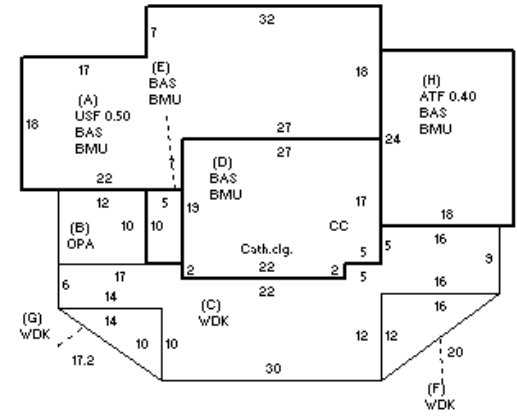 32
7
17
(E)
BAS
BMU
18
(H)
ATF 0.40
BAS
BMU
(A)
USF 0.50
BAS
BMU
18
27
24
27
7
(D)
BAS
BMU
22
12
5
19
17
18
(B)
OPA
10
10
CC
5
16
Cath.clg.
5
9
17
2
22
2
5
16
6
14
22
(C)
WDK
16
(G)
WDK
14
10
10
12
12
17.2
20
30
(F)
WDK